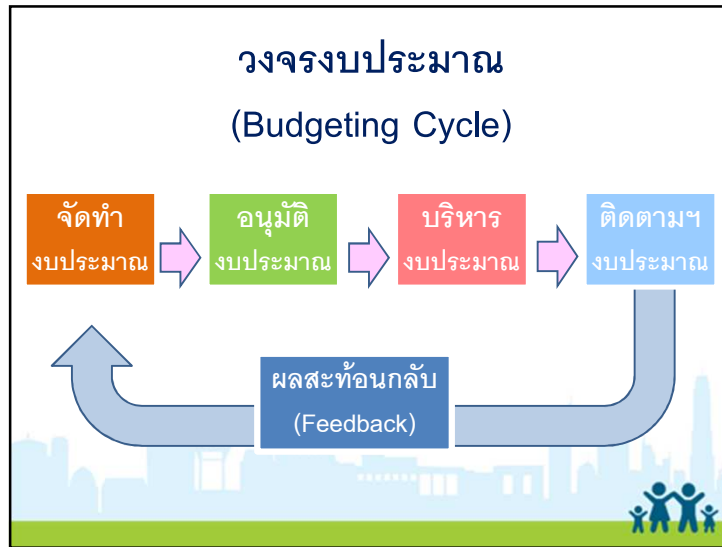 วงจรงบประมาณ
(Budgeting Cycle)
จัดทำ
งบประมาณ
อนุมัติ
งบประมาณ
บริหาร
งบประมาณ
ติดตามฯ
งบประมาณ
ผลสะท้อนกลับ
(Feedback)